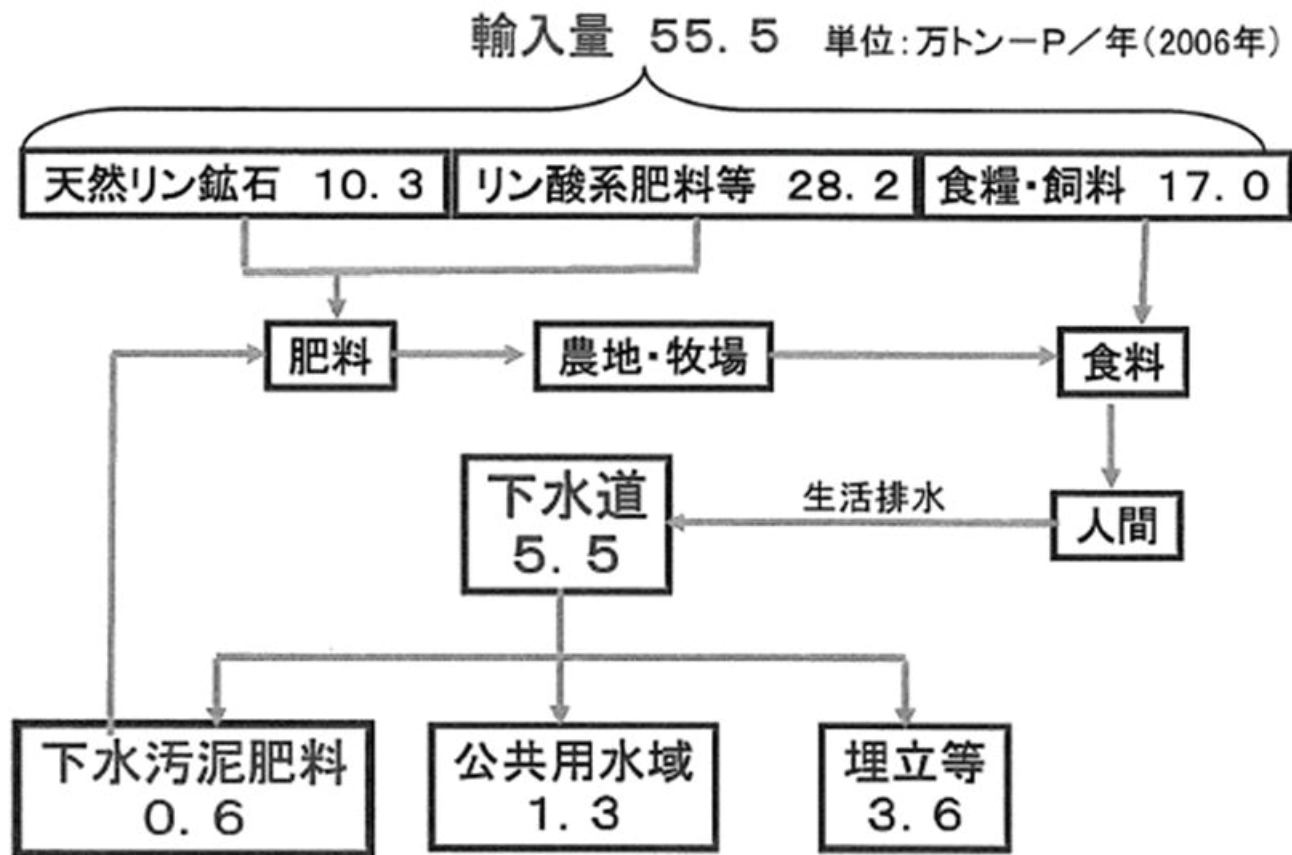 輸入量 55.5 単位:万トン－P／年(2006年)
天然リン鉱石 10.3
リン酸系肥料等 28.2
食糧・飼料 17.0
肥料
農地・牧場
食料
下水道
5.5
生活排水
人間
下水汚泥肥料
0.6
公共用水域
1.3
埋立等
3.6